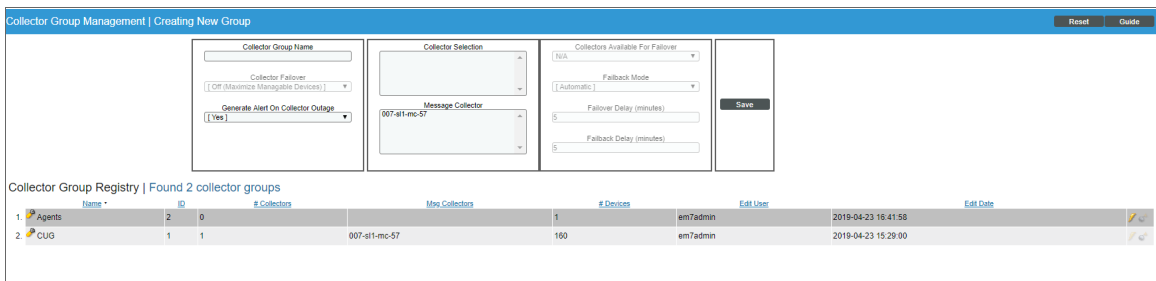 Collector Group Management | Creating New Group
Reset
Guide
Collector Group Name
Collector Failover
[ Off (Maximize Managable Devices) ]
Generate Alert On Collector Outage
[ Yes ]
Collector Selection
Message Collector
007-sl1-mc-57
Collectors Available For Failover
N/A
Failback Mode
[ Automatic ]
Failover Delay (minutes)
5
Failback Delay (minutes)
5
Save
Collector Group Registry | Found 2 collector groups
Name ID # Collectors Msg Collectors # Devices Edit User Edit Date
1. Agents 2 0 1 em7admin 2019-04-23 16:41:58
2. CUG 1 1 007-sl1-mc-57 160 em7admin 2019-04-23 15:29:00